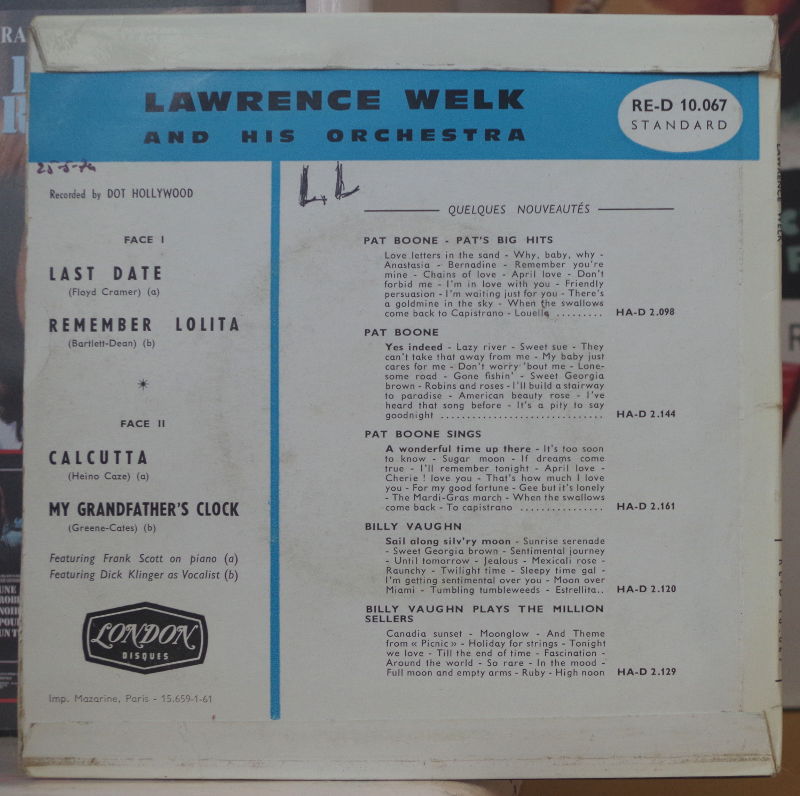 LAWRENCE WELK
AND HIS ORCHESTRA
RE-D 10.067
STANDARD
25-5-74
LL
Recorded by DOT HOLLYWOOD
FACE I
LAST DATE
(Floyd Cramer) (a)
REMEMBER LOLITA
(Bartlett-Dean) (b)
FACE II
CALCUTTA
(Heino Caze) (a)
MY GRANDFATHER'S CLOCK
(Greene-Cates) (b)
Featuring Frank Scott on piano (a)
Featuring Dick Klinger as Vocalist (b)
LONDON
DISQUES
Imp. Mazarine, Paris - 15.659-1-61
QUELQUES NOUVEAUTÉS
PAT BOONE - PAT'S BIG HITS
Love letters in the sand - Why, baby, why -
Anastasia - Bernadine - Remember you're
mine - Chains of love - April love - Don't
forbid me - I'm in love with you - Friendly
persuasion - I'm waiting just for you - There's
a goldmine in the sky - When the swallows
come back to Capistrano - Louella ......... HA-D 2.098
PAT BOONE
Yes indeed - Lazy river - Sweet sue - They
can't take that away from me - My baby just
cares for me - Don't worry 'bout me - Lone-
some road - Gone fishin' - Sweet Georgia
brown - Robins and roses - I'll build a stairway
to paradise - American beauty rose - I've
heard that song before - It's a pity to say
goodnight ............................... HA-D 2.144
PAT BOONE SINGS
A wonderful time up there - It's too soon
to know - Sugar moon - If dreams come
true - I'll remember tonight - April love -
Cherie ! love you - That's how much I love
you - For my good fortune - Gee but it's lonely
- The Mardi-Gras march - When the swallows
come back - To capistrano ................ HA-D 2.161
BILLY VAUGHN
Sail along silv'ry moon - Sunrise serenade
- Sweet Georgia brown - Sentimental journey
- Until tomorrow - Jealous - Mexicali rose -
Raunchy - Twilight time - Sleepy time gal -
I'm getting sentimental over you - Moon over
Miami - Tumbling tumbleweeds - Estrellita.. HA-D 2.120
BILLY VAUGHN PLAYS THE MILLION
SELLERS
Canadia sunset - Moonglow - And Theme
from « Picnic » - Holiday for strings - Tonight
we love - Till the end of time - Fascination -
Around the world - So rare - In the mood -
Full moon and empty arms - Ruby - High noon HA-D 2.129